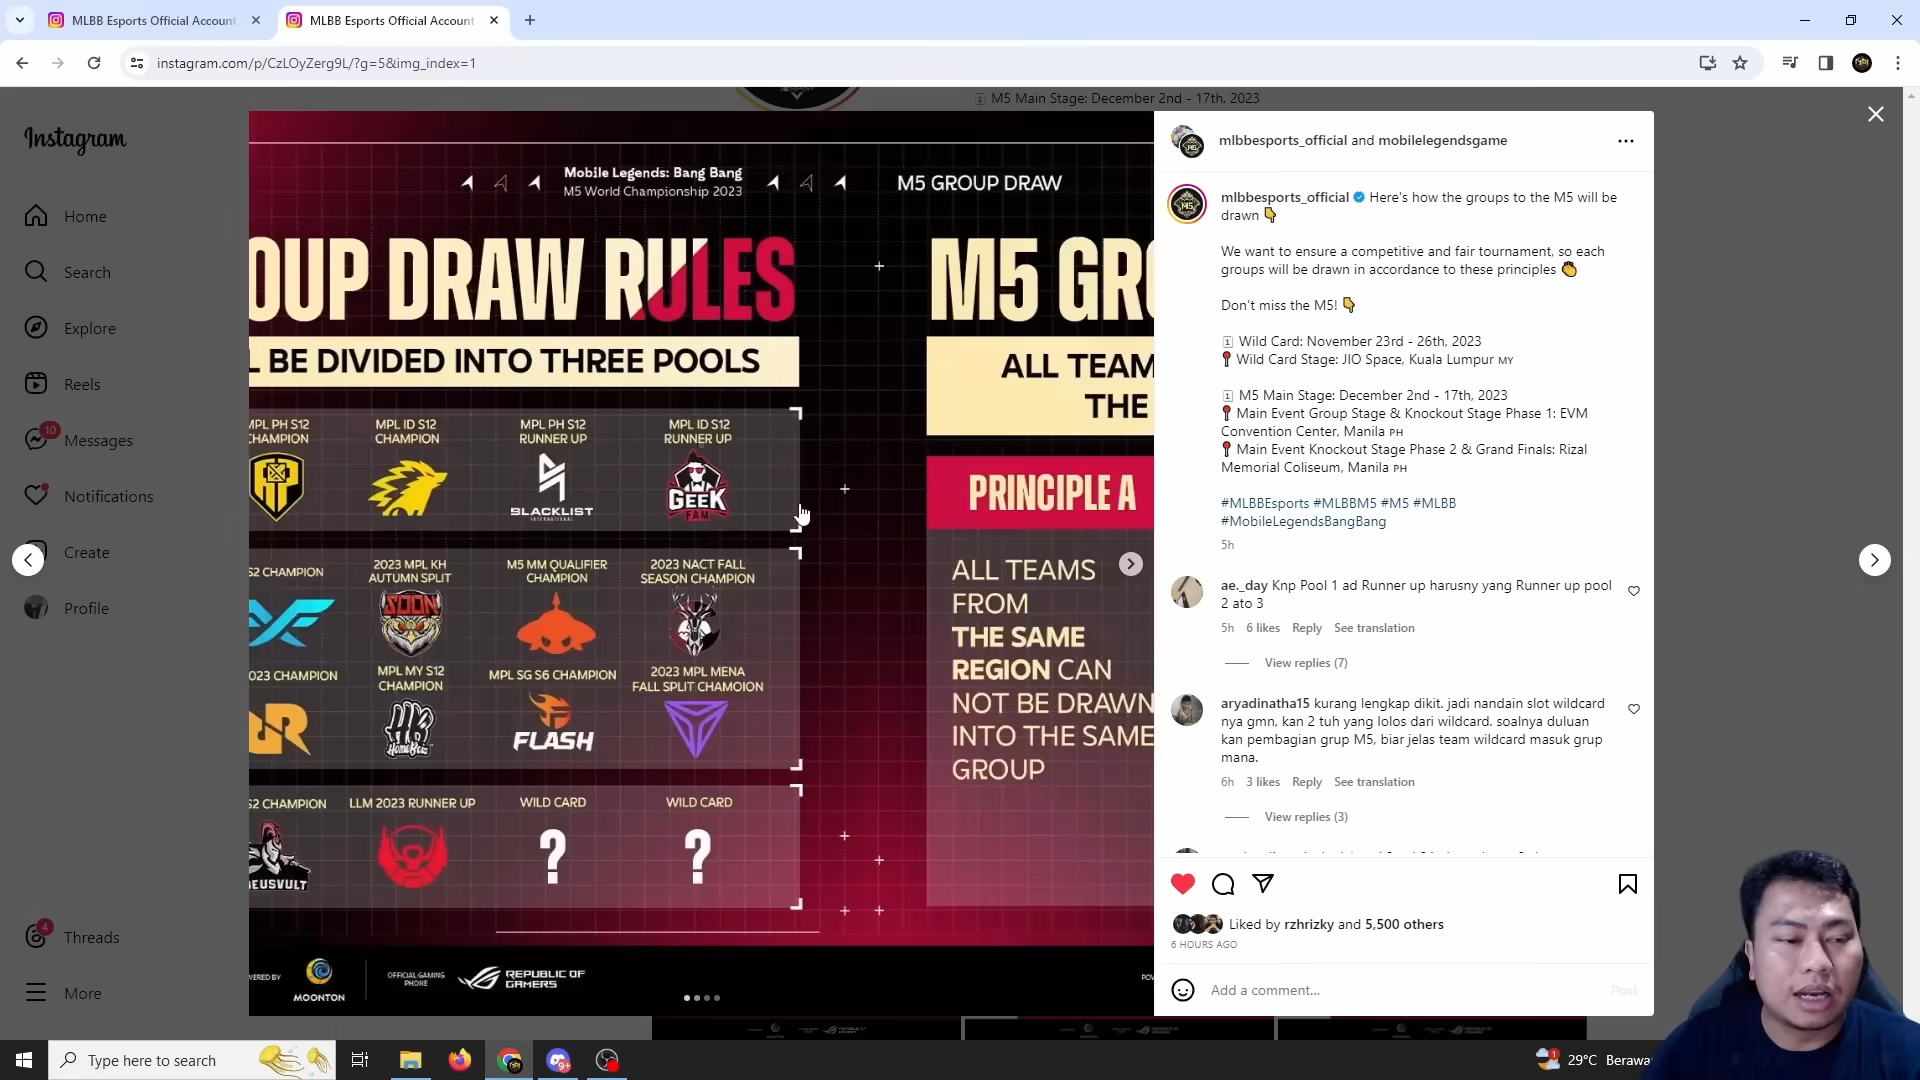 MLBB Esports Official Account
MLBB Esports Official Account
instagram.com/p/CzLOyZerg9L/?g=5&img_index=1
Instagram
Home
Search
Explore
Reels
10
Messages
Notifications
Create
Profile
4
Threads
More
M5 Main Stage: December 2nd - 17th, 2023
Mobile Legends: Bang Bang
M5 World Championship 2023
M5 GROUP DRAW
OUP DRAW RULES
L BE DIVIDED INTO THREE POOLS
MPL PH S12
CHAMPION
MPL ID S12
CHAMPION
MPL PH S12
RUNNER UP
MPL ID S12
RUNNER UP
AP
BLACKLIST
INTERNATIONAL
GEEK
FAM
S2 CHAMPION
2023 MPL KH
AUTUMN SPLIT
M5 MM QUALIFIER
CHAMPION
2023 NACT FALL
SEASON CHAMPION
SOON
023 CHAMPION
MPL MY S12
CHAMPION
MPL SG S6 CHAMPION
2023 MPL MENA
FALL SPLIT CHAMOION
HB
HomeBois
FLASH
S2 CHAMPION
LLM 2023 RUNNER UP
WILD CARD
WILD CARD
?
?
EUSVULT
WERED BY
MOONTON
OFFICIAL GAMING
PHONE
REPUBLIC OF
GAMERS
M5 GR
ALL TEAM
THE
PRINCIPLE A
ALL TEAMS
FROM
THE SAME
REGION CAN
NOT BE DRAWN
INTO THE SAME
GROUP
POW
mlbbesports_official and mobilelegendsgame
mlbbesports_official Here's how the groups to the M5 will be
drawn 👇
We want to ensure a competitive and fair tournament, so each
groups will be drawn in accordance to these principles 👏
Don't miss the M5! 👇
🗓 Wild Card: November 23rd - 26th, 2023
📍 Wild Card Stage: JIO Space, Kuala Lumpur MY
🗓 M5 Main Stage: December 2nd - 17th, 2023
📍 Main Event Group Stage & Knockout Stage Phase 1: EVM
Convention Center, Manila PH
📍 Main Event Knockout Stage Phase 2 & Grand Finals: Rizal
Memorial Coliseum, Manila PH
#MLBBEsports #MLBBM5 #M5 #MLBB
#MobileLegendsBangBang
5h
ae._day Knp Pool 1 ad Runner up harusny yang Runner up pool
2 ato 3
5h 6 likes Reply See translation
View replies (7)
aryadinatha15 kurang lengkap dikit. jadi nandain slot wildcard
nya gmn, kan 2 tuh yang lolos dari wildcard. soalnya duluan
kan pembagian grup M5, biar jelas team wildcard masuk grup
mana.
6h 3 likes Reply See translation
View replies (3)
Liked by rzhrizky and 5,500 others
6 HOURS AGO
Add a comment...
Post
Type here to search
9+
1
29°C Berawa